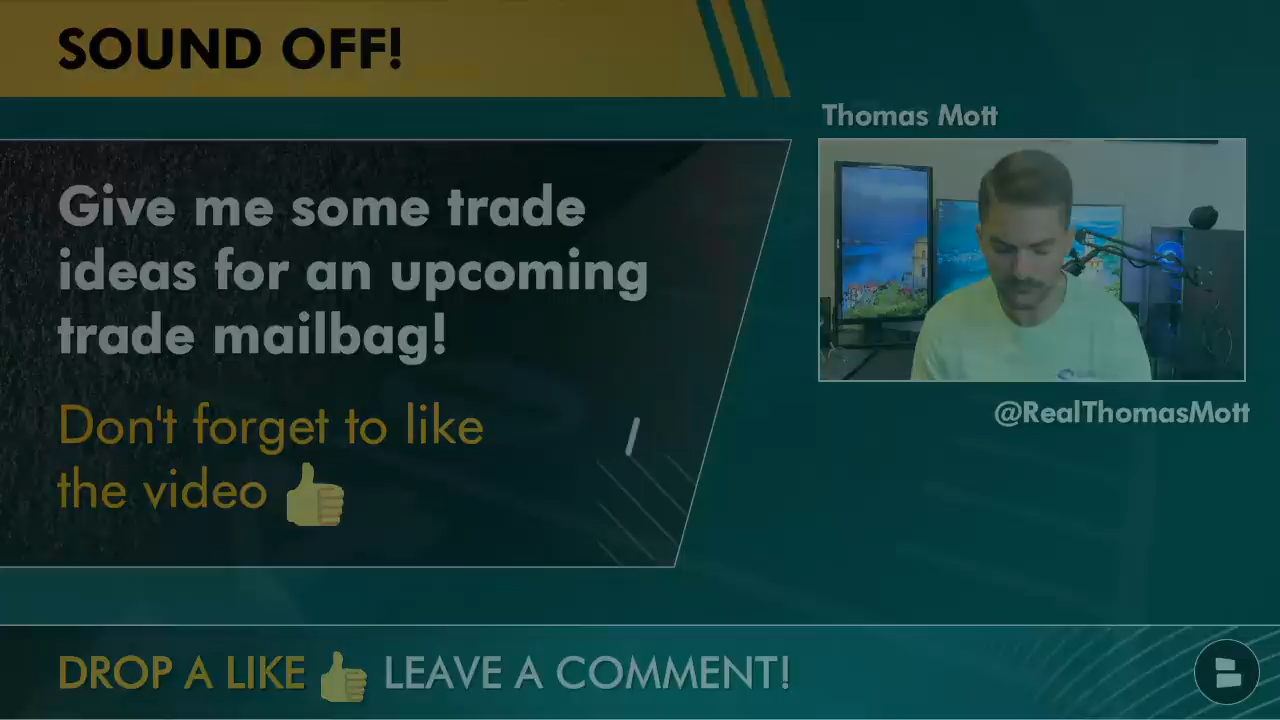 SOUND OFF!
Thomas Mott
Give me some trade
ideas for an upcoming
trade mailbag!
@RealThomasMott
Don't forget to like
the video
DROP A LIKE LEAVE A COMMENT!